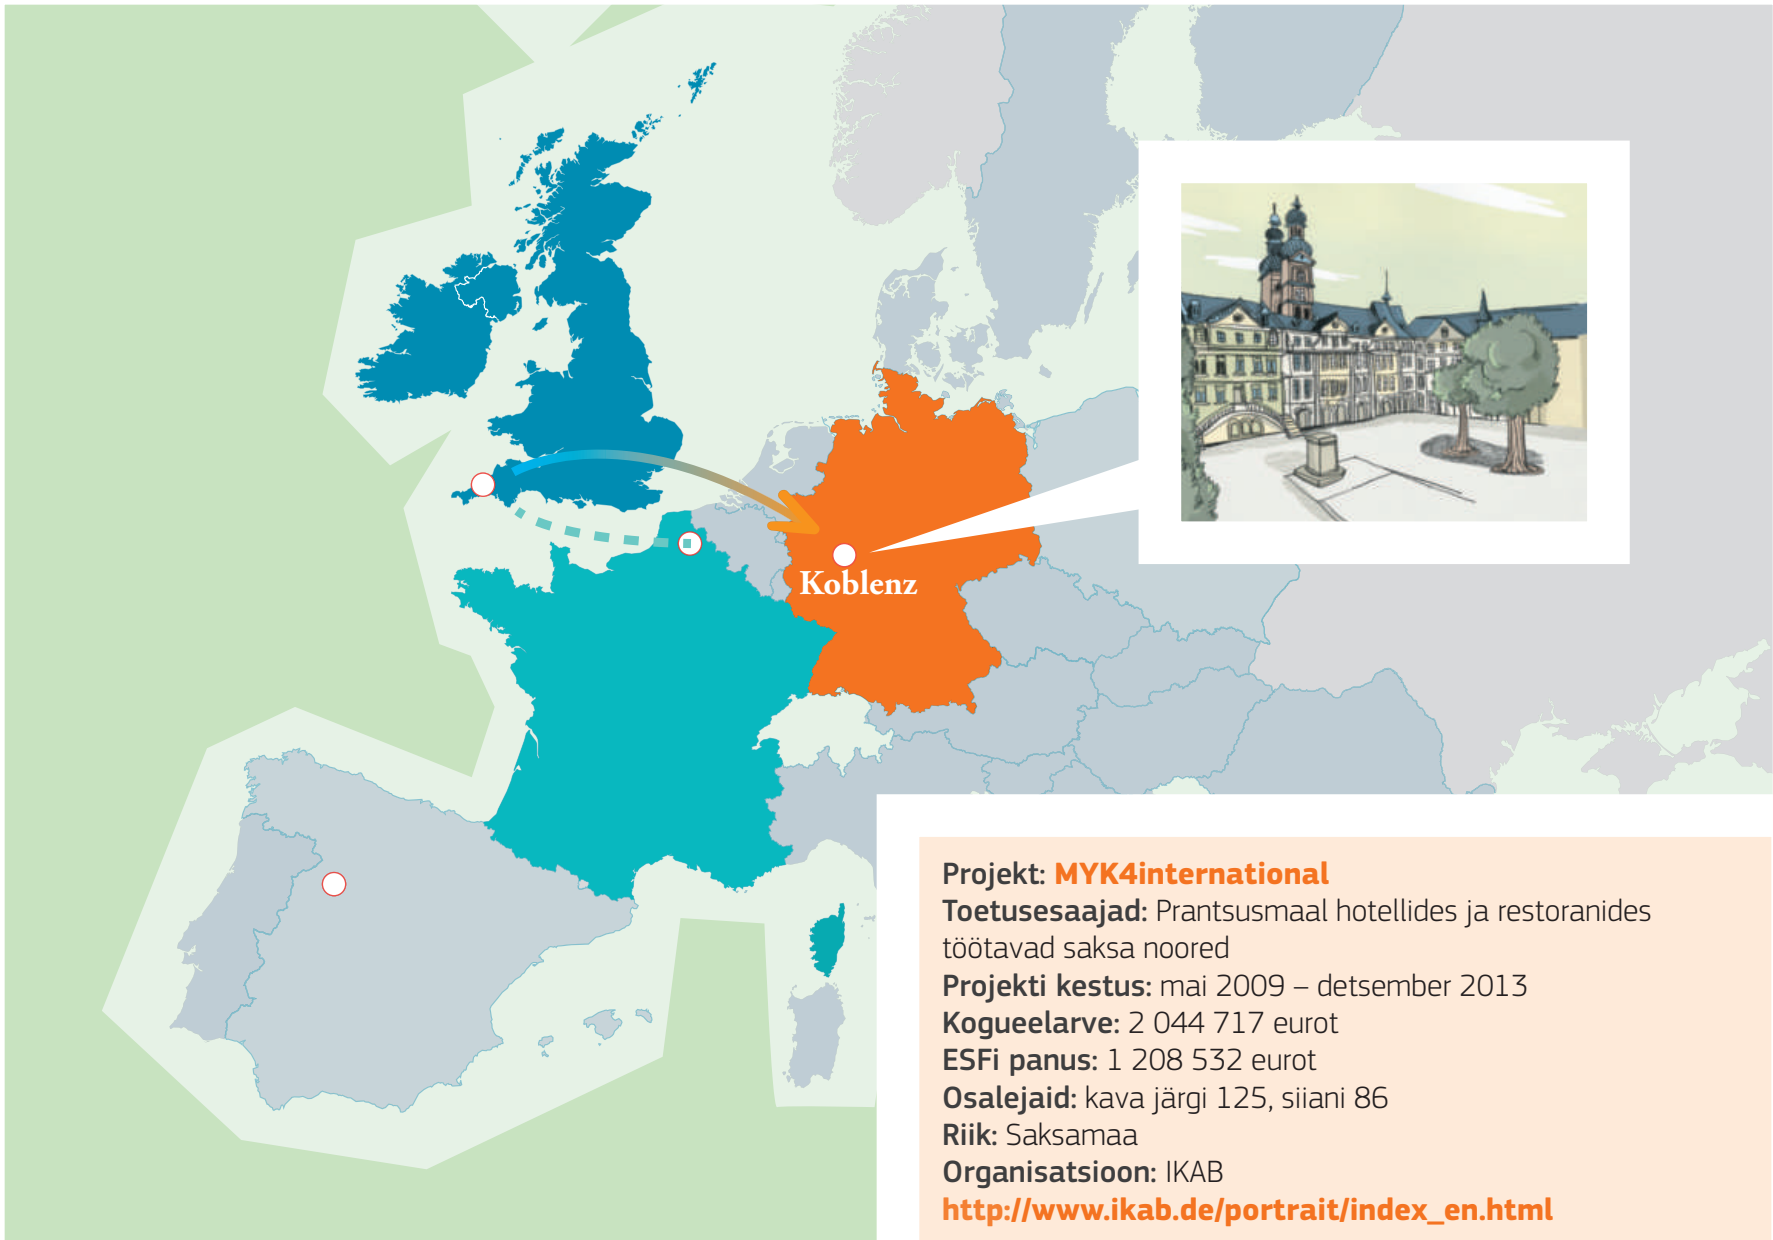 Koblenz
Projekt: MYK4international
Toetusesaajad: Prantsusmaal hotellides ja restoranides
töötavad saksa noored
Projekti kestus: mai 2009 – detsember 2013
Kogueelarve: 2 044 717 eurot
ESFi panus: 1 208 532 eurot
Osalejaid: kava järgi 125, siiani 86
Riik: Saksamaa
Organisatsioon: IKAB
http://www.ikab.de/portrait/index_en.html